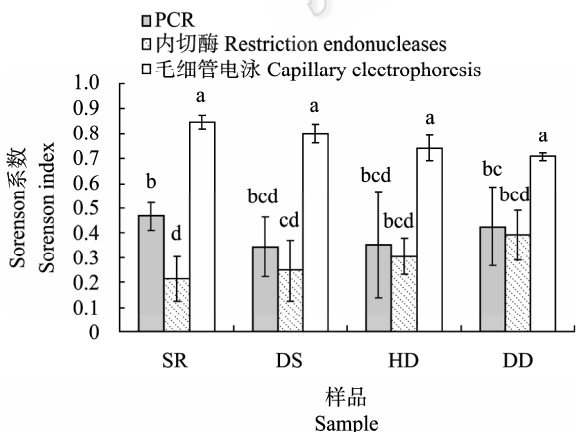 PCR
内切酶 Restriction endonucleases
毛细管电泳 Capillary electrophoresis
Sorenson系数
Sorenson index
1.0
0.9
0.8
0.7
0.6
0.5
0.4
0.3
0.2
0.1
0
b
d
a
bcd
cd
a
bcd
bcd
a
bc
bcd
a
SR
DS
HD
DD
样品
Sample